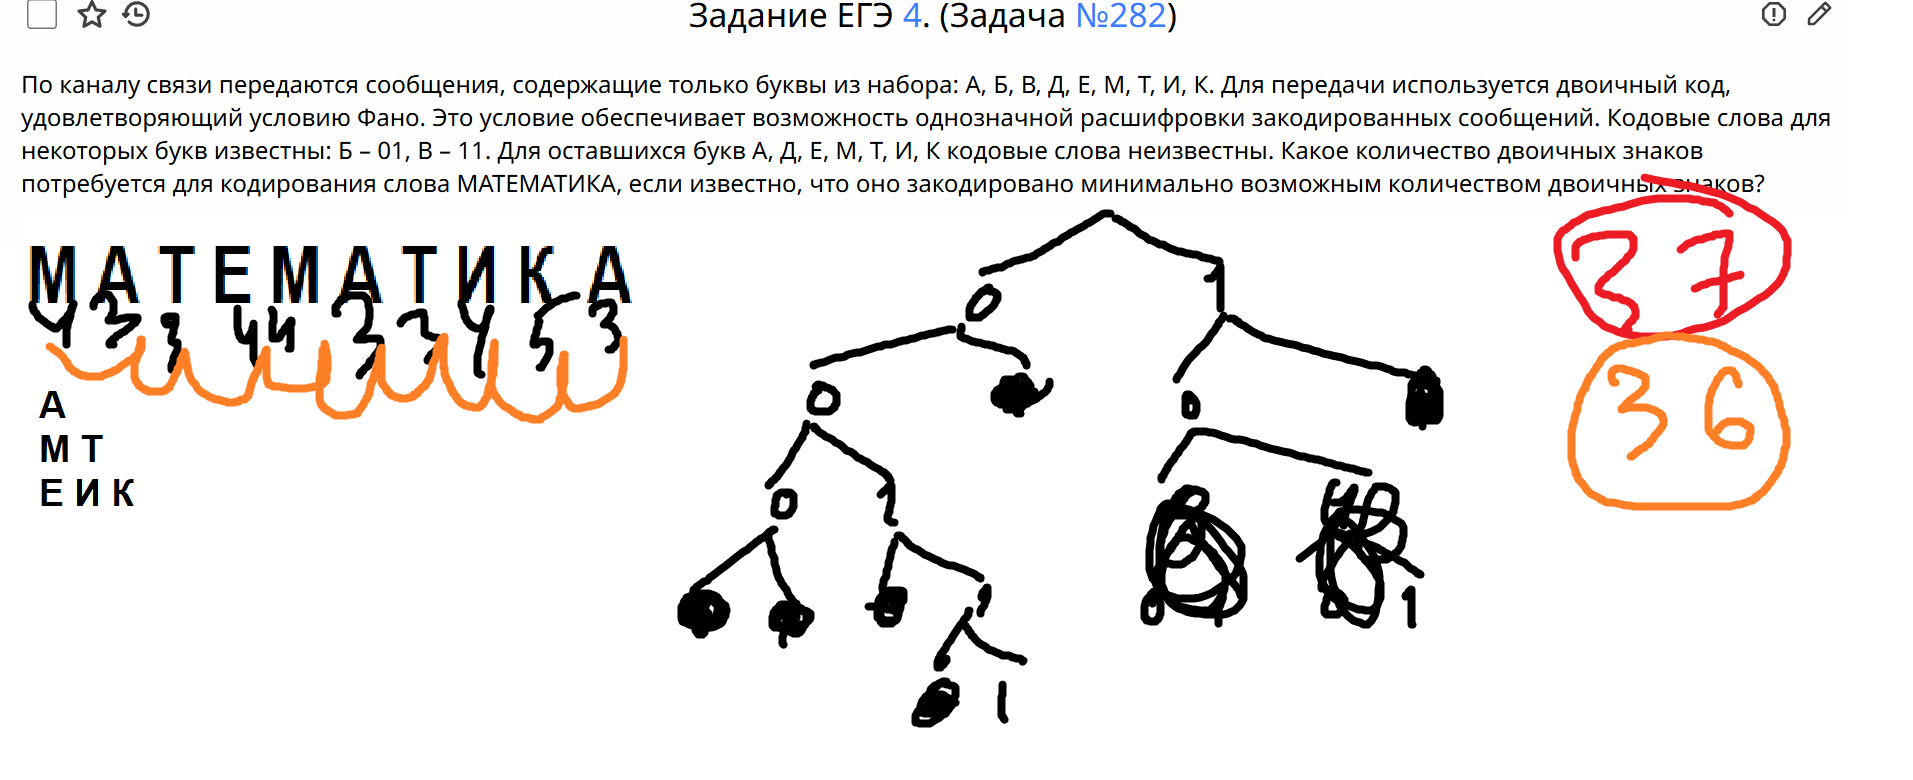 Задание ЕГЭ 4. (Задача №282)
По каналу связи передаются сообщения, содержащие только буквы из набора: А, Б, В, Д, Е, М, Т, И, К. Для передачи используется двоичный код,
удовлетворяющий условию Фано. Это условие обеспечивает возможность однозначной расшифровки закодированных сообщений. Кодовые слова для
некоторых букв известны: Б – 01, В – 11. Для оставшихся букв А, Д, Е, М, Т, И, К кодовые слова неизвестны. Какое количество двоичных знаков
потребуется для кодирования слова МАТЕМАТИКА, если известно, что оно закодировано минимально возможным количеством двоичных знаков?
МАТЕМАТИКА
4 3 3 4 4 3 3 4 5 3
37
36
А
М Т
Е И К
0 1
0 0
0 1
1
0 1
1